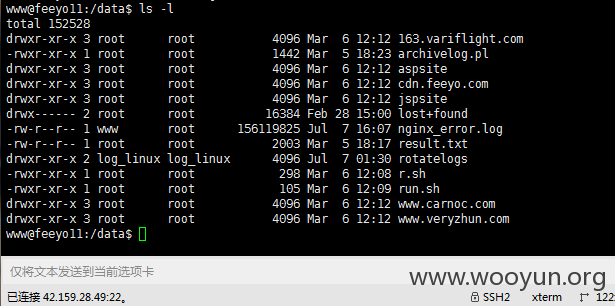 www@feeyo11:/data$ ls -l
total 152528
drwxr-xr-x 3 root      root           4096 Mar  6 12:12 163.variflight.com
-rwxr-xr-x 1 root      root           1442 Mar  5 18:23 archivelog.pl
drwxr-xr-x 3 root      root           4096 Mar  6 12:12 aspsite
drwxr-xr-x 3 root      root           4096 Mar  6 12:12 cdn.feeyo.com
drwxr-xr-x 3 root      root           4096 Mar  6 12:12 jspsite
drwx------ 2 root      root          16384 Feb 28 15:00 lost+found
-rw-r--r-- 1 www       root      156119825 Jul  7 16:07 nginx_error.log
-rw-r--r-- 1 root      root           2003 Mar  5 18:17 result.txt
drwxr-xr-x 2 log_linux log_linux      4096 Jul  7 01:30 rotatelogs
-rwxr-xr-x 1 root      root            298 Mar  6 12:08 r.sh
-rwxr-xr-x 1 root      root            105 Mar  6 12:09 run.sh
drwxr-xr-x 3 root      root           4096 Mar  6 12:12 www.carnoc.com
drwxr-xr-x 3 root      root           4096 Mar  6 12:12 www.veryzhun.com
www@feeyo11:/data$
仅将文本发送到当前选项卡
www.wooyun.org
已连接 42.159.28.49:22。 SSH2 xterm